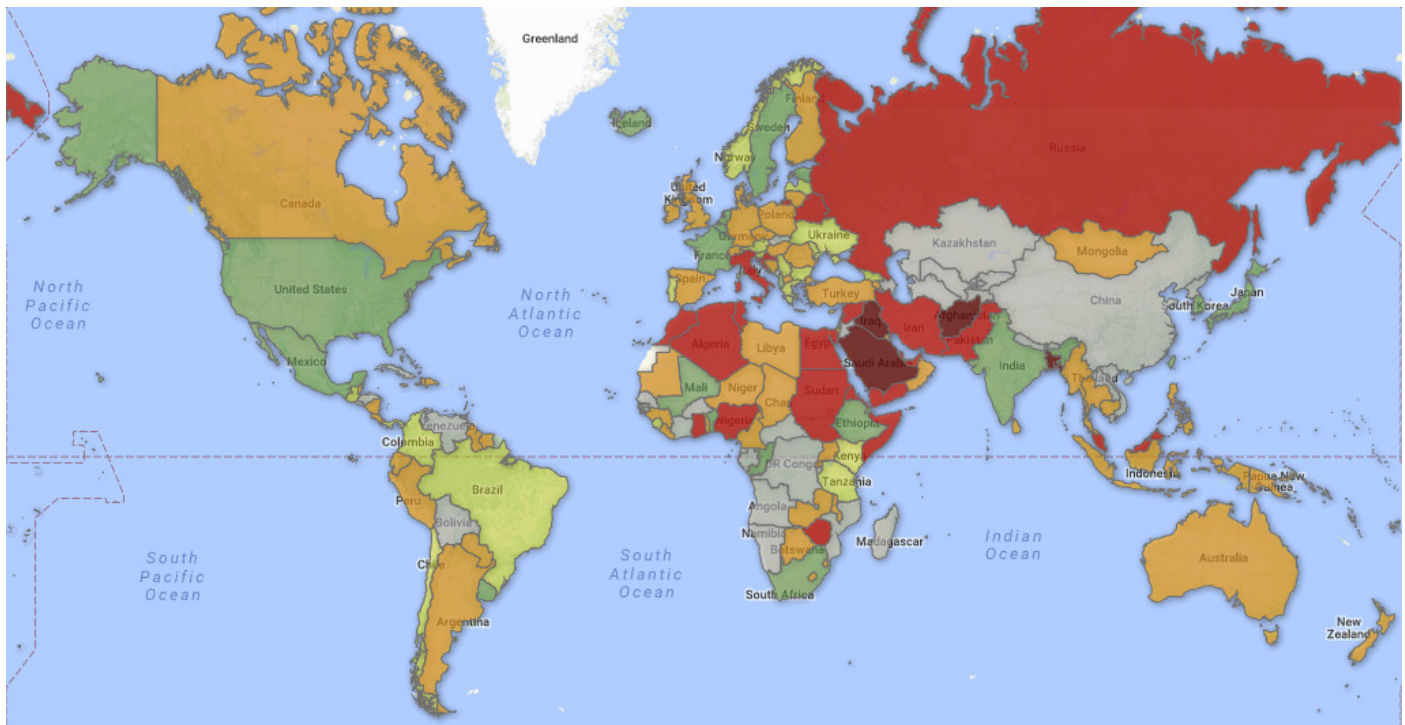 Greenland
Iceland
Sweden
Finland
Norway
Russia
United
Kingdom
Canada
Poland
Germany
Ukraine
Kazakhstan
Mongolia
France
Italy
North
Pacific
Ocean
United States
North
Atlantic
Ocean
Spain
Turkey
China
South Korea
Japan
Mexico
Algeria
Libya
Egypt
Iraq
Iran
Afghanistan
Pakistan
Saudi Arabia
India
Mali
Niger
Chad
Sudan
Thailand
Venezuela
Nigeria
Ethiopia
Colombia
DR Congo
Kenya
Brazil
Tanzania
Indonesia
Papua New
Guinea
Peru
Angola
Bolivia
Namibia
Botswana
Madagascar
Indian
Ocean
South
Pacific
Ocean
Chile
South
Atlantic
Ocean
South Africa
Australia
Argentina
New
Zealand